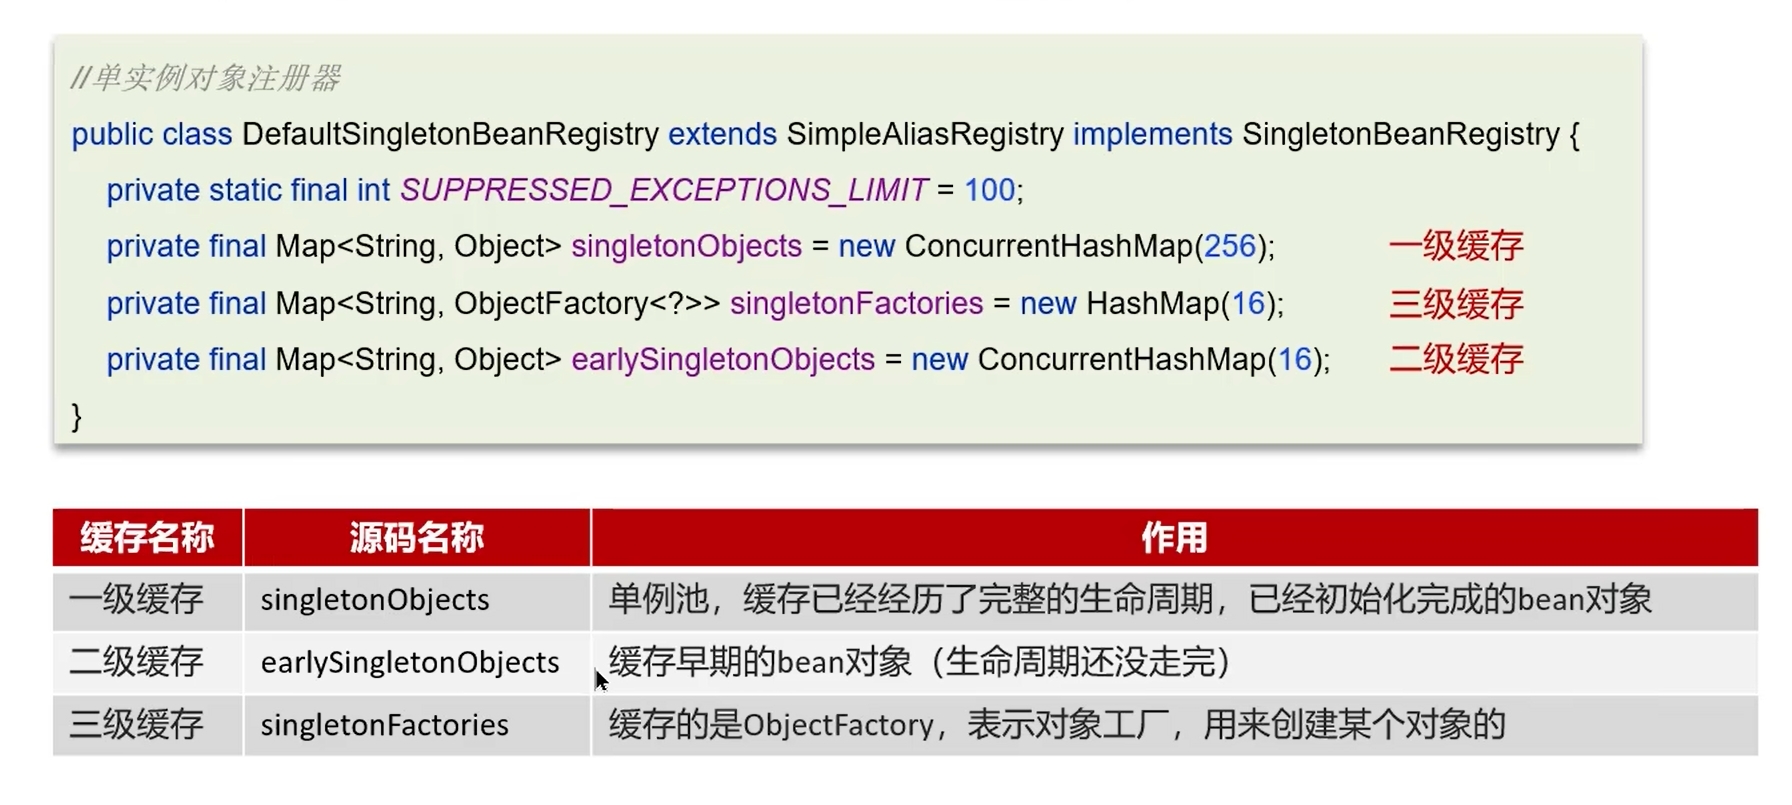 //单实例对象注册器
public class DefaultSingletonBeanRegistry extends SimpleAliasRegistry implements SingletonBeanRegistry {
private static final int SUPPRESSED_EXCEPTIONS_LIMIT = 100;
private final Map<String, Object> singletonObjects = new ConcurrentHashMap(256); 一级缓存
private final Map<String, ObjectFactory<?>> singletonFactories = new HashMap(16); 三级缓存
private final Map<String, Object> earlySingletonObjects = new ConcurrentHashMap(16); 二级缓存
}
缓存名称 源码名称 作用
一级缓存 singletonObjects 单例池，缓存已经经历了完整的生命周期，已经初始化完成的bean对象
二级缓存 earlySingletonObjects 缓存早期的bean对象（生命周期还没走完）
三级缓存 singletonFactories 缓存的是ObjectFactory，表示对象工厂，用来创建某个对象的